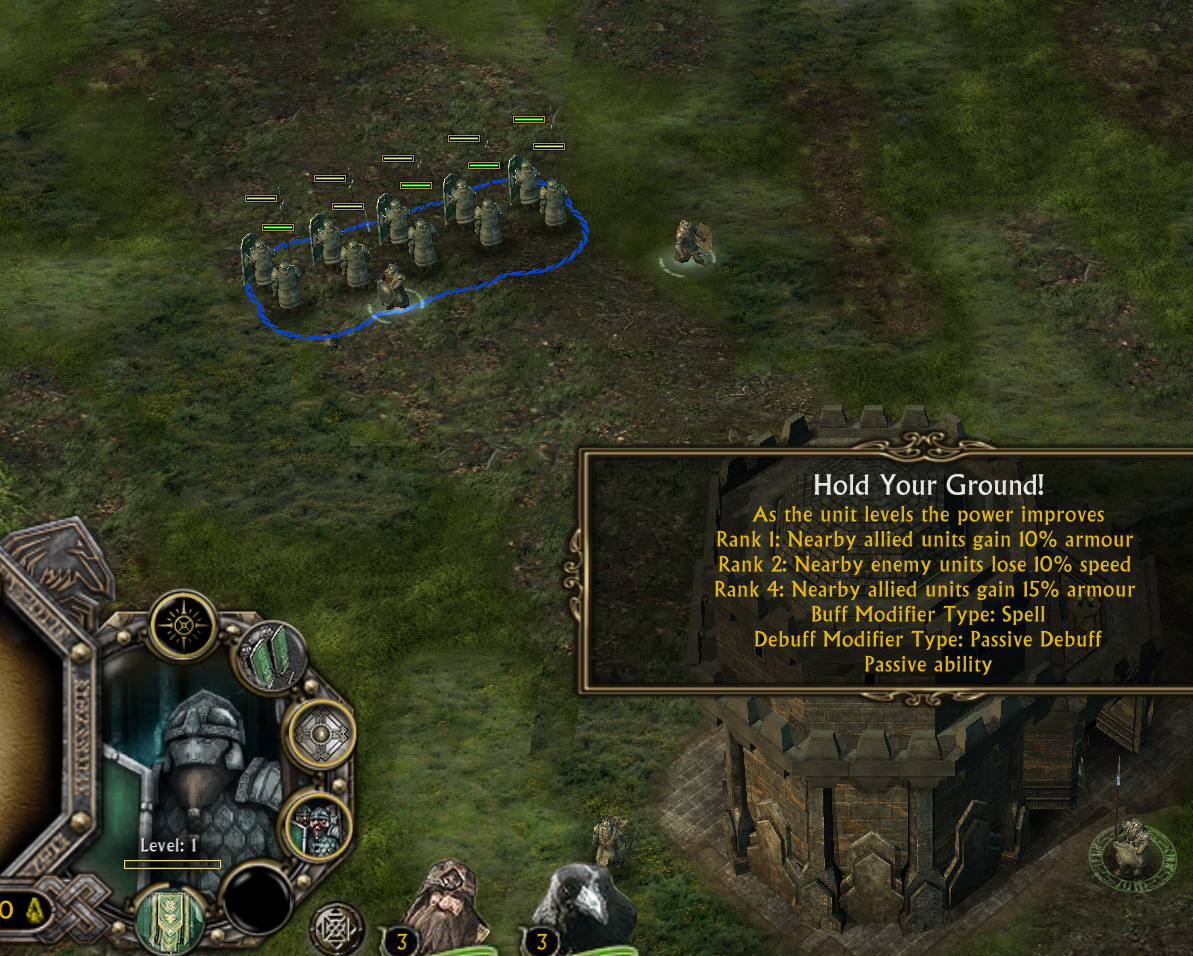 Hold Your Ground!
As the unit levels the power improves
Rank 1: Nearby allied units gain 10% armour
Rank 2: Nearby enemy units lose 10% speed
Rank 4: Nearby allied units gain 15% armour
Buff Modifier Type: Spell
Debuff Modifier Type: Passive Debuff
Passive ability
Level: 1
0
3
3